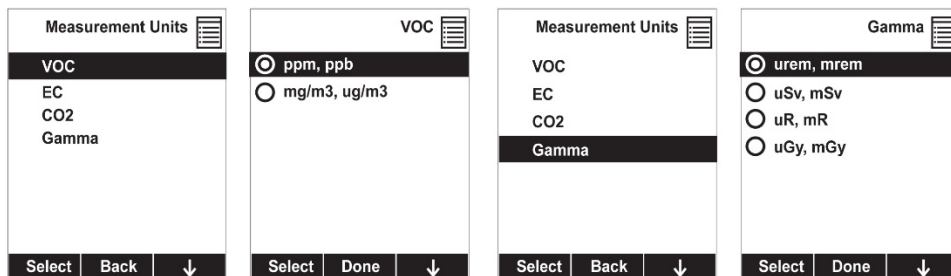 Measurement Units
VOC
EC
CO2
Gamma
Select Back ↓
VOC
ppm, ppb
mg/m3, ug/m3
Select Done ↓
Measurement Units
VOC
EC
CO2
Gamma
Select Back ↓
Gamma
urem, mrem
uSv, mSv
uR, mR
uGy, mGy
Select Done ↓